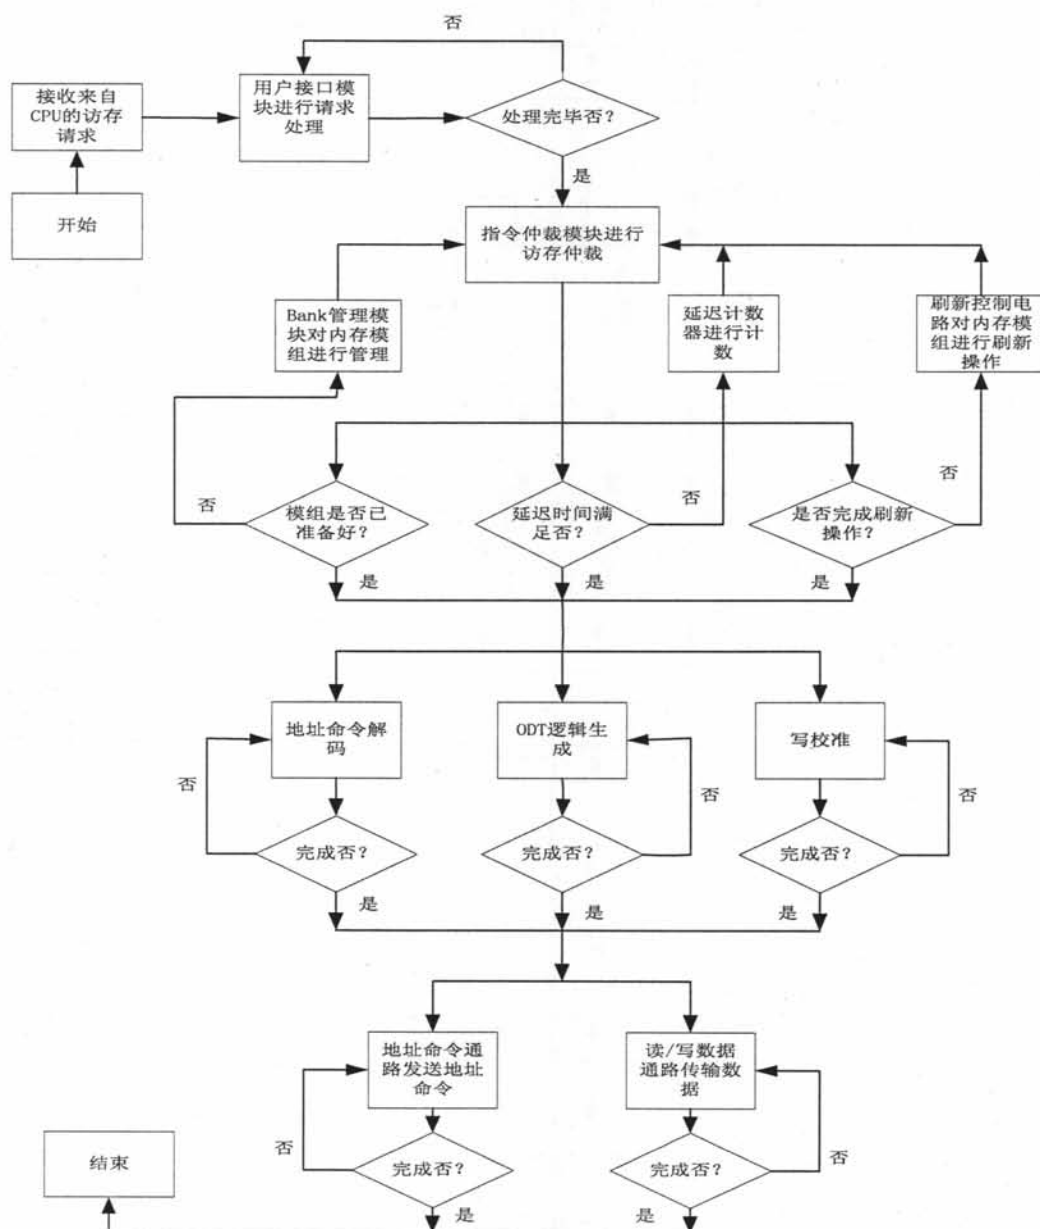 否
接收来自
CPU的访存
请求
用户接口模
块进行请求
处理
处理完毕否?
是
开始
指令仲裁模块进行
访存仲裁
Bank管理模
块对内存模
组进行管理
延迟计数
器进行计
数
刷新控制电
路对内存模
组进行刷新
操作
否
模组是否已
准备好?
是
否
延迟时间满
足否?
是
否
是否完成刷新
操作?
是
地址命令解
码
ODT逻辑生
成
写校准
否
完成否?
是
否
完成否?
是
否
完成否?
是
地址命令通
路发送地址
命令
读/写数据
通路传输数
据
否
完成否?
是
否
完成否?
是
结束